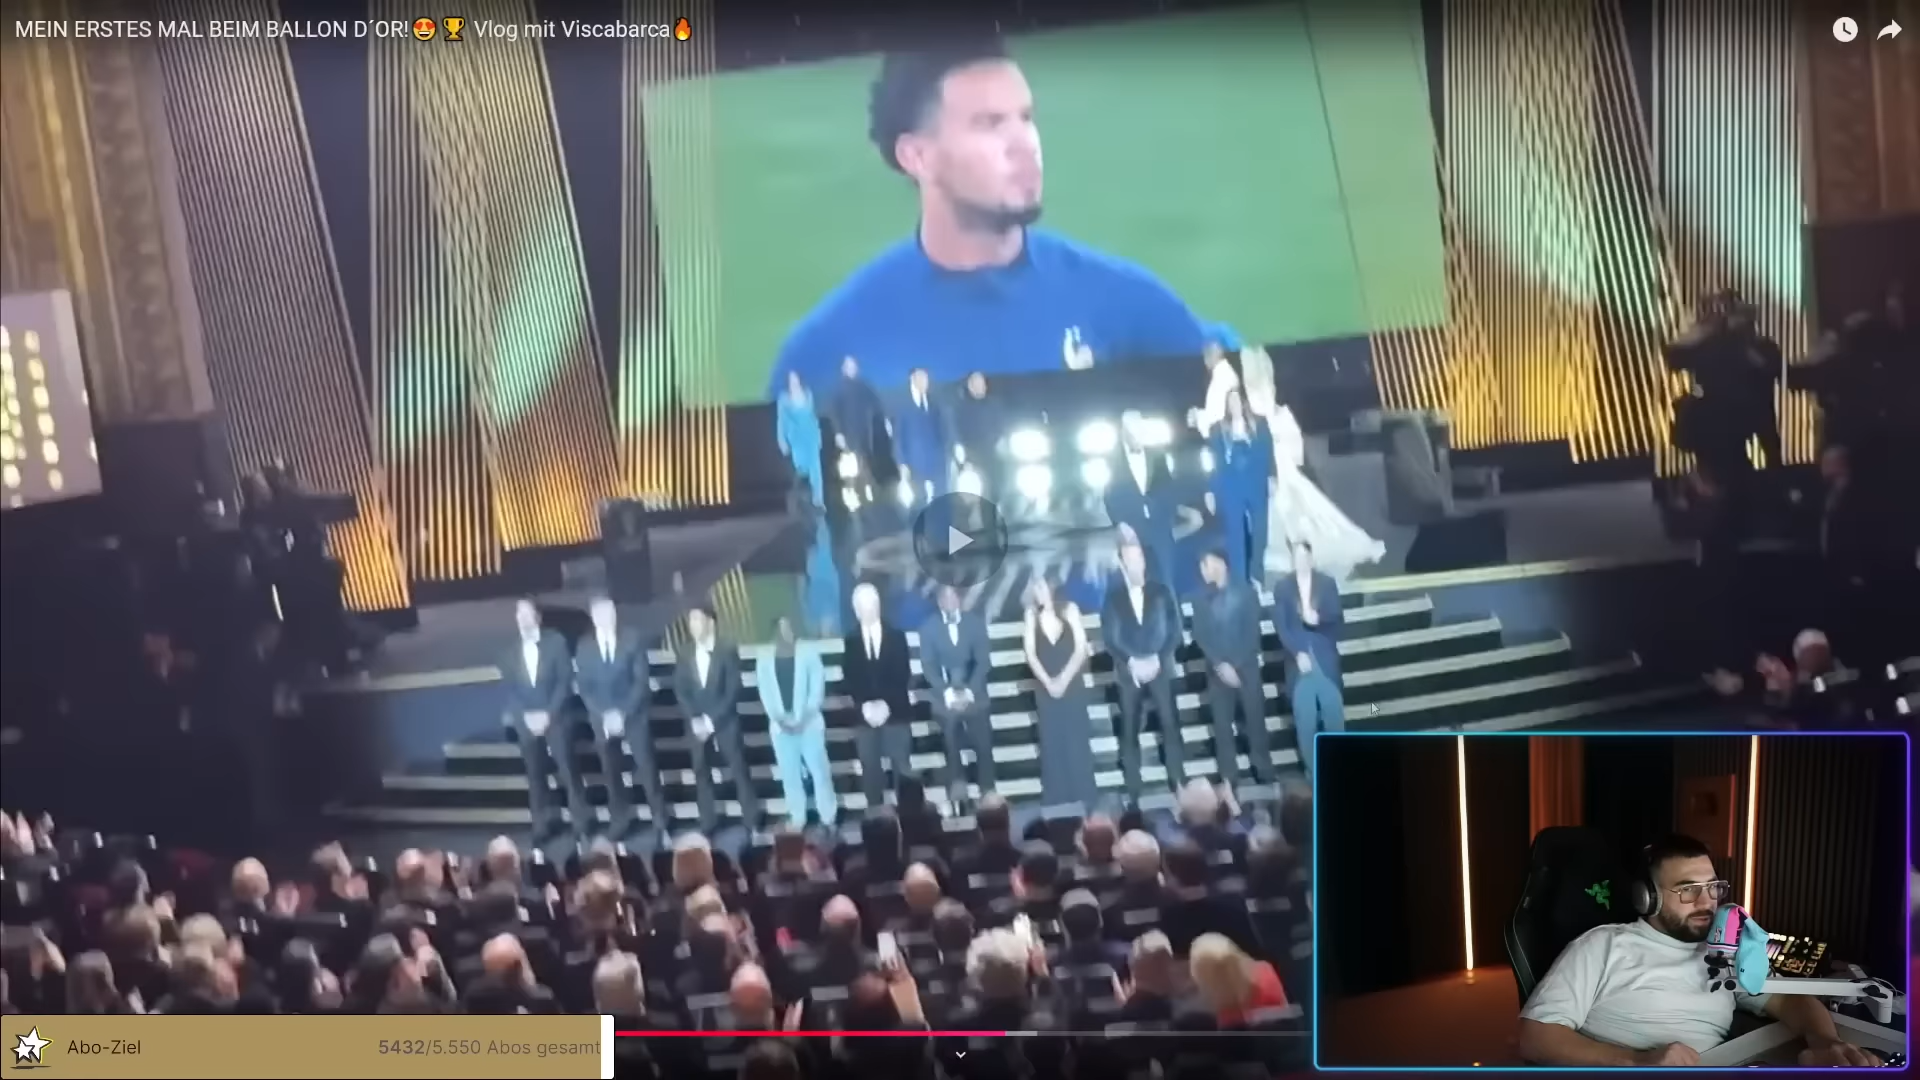 MEIN ERSTES MAL BEIM BALLON D´OR!😍🏆 Vlog mit Viscabarca🔥
Abo-Ziel
5432/5.550 Abos gesamt